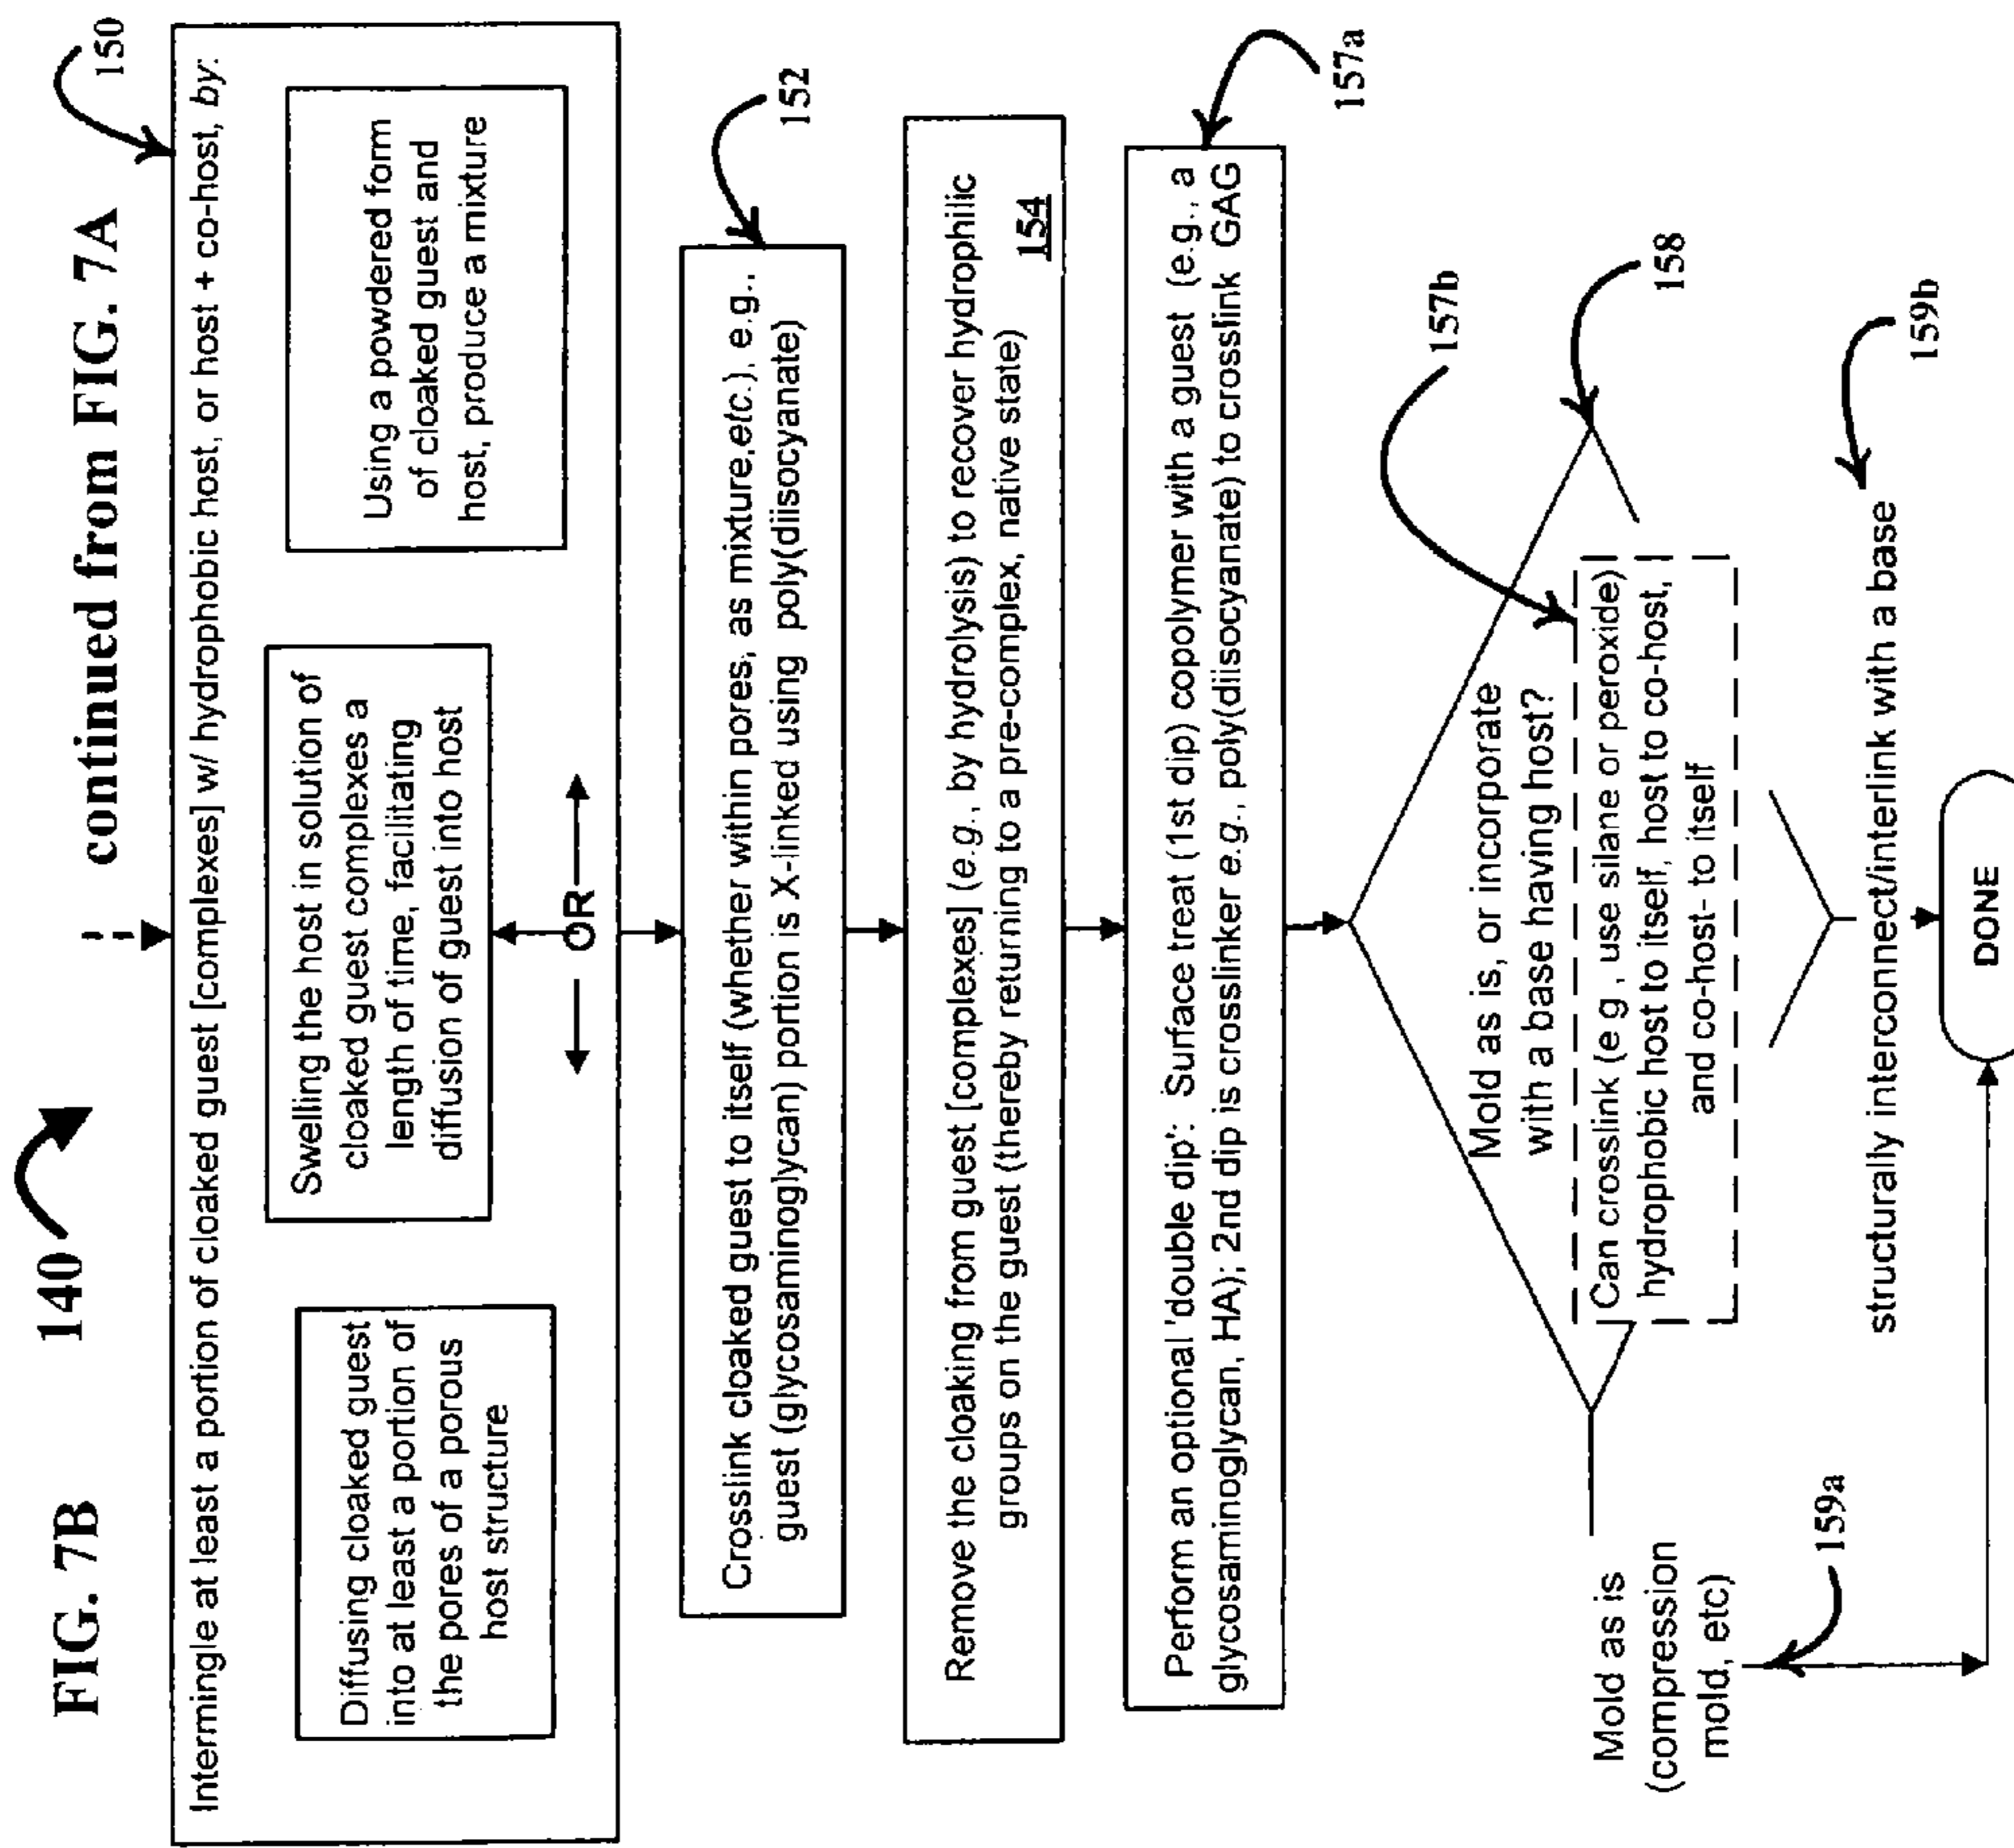 FIG. 7B
140
continued from FIG. 7A
150
Intermingle at least a portion of cloaked guest [complexes] w/ hydrophobic host, or host + co-host, by:
Diffusing cloaked guest
into at least a portion of
the pores of a porous
host structure
Swelling the host in solution of
cloaked guest complexes a
length of time, facilitating
diffusion of guest into host
Using a powdered form
of cloaked guest and
host, produce a mixture
OR
152
Crosslink cloaked guest to itself (whether within pores, as mixture,etc.), e.g.,
guest (glycosaminoglycan) portion is X-linked using poly(diisocyanate)
Remove the cloaking from guest [complexes] (e.g., by hydrolysis) to recover hydrophilic
groups on the guest (thereby returning to a pre-complex, native state)
154
Perform an optional 'double dip': Surface treat (1st dip) copolymer with a guest (e.g., a
glycosaminoglycan, HA); 2nd dip is crosslinker e.g., poly(diisocyanate) to crosslink GAG
157a
157b
158
Mold as is, or incorporate
with a base having host?
Can crosslink (e g , use silane or peroxide)
hydrophobic host to itself, host to co-host,
and co-host- to itself
Mold as is
(compression
mold, etc)
159a
structurally interconnect/interlink with a base
159b
DONE